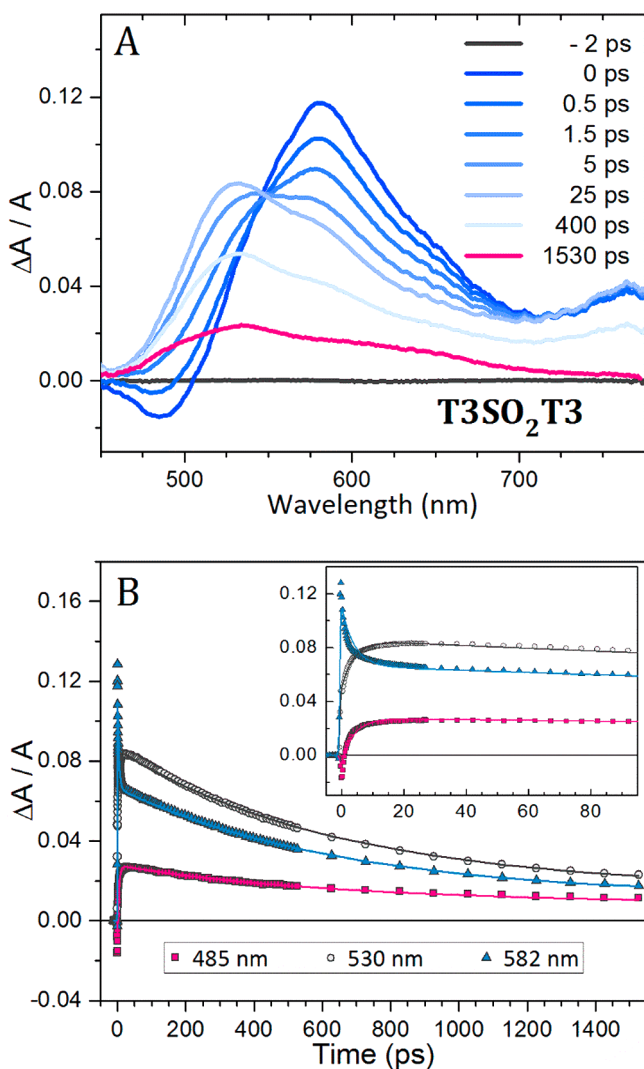 A
- 2 ps
0 ps
0.5 ps
1.5 ps
5 ps
25 ps
400 ps
1530 ps
0.12
0.08
0.04
0.00
ΔA / A
T3SO₂T3
500
600
700
Wavelength (nm)
B
0.16
0.12
0.08
0.04
0.00
-0.04
ΔA / A
0.12
0.08
0.04
0.00
0
20
40
60
80
485 nm
530 nm
582 nm
0
200
400
600
800
1000
1200
1400
Time (ps)